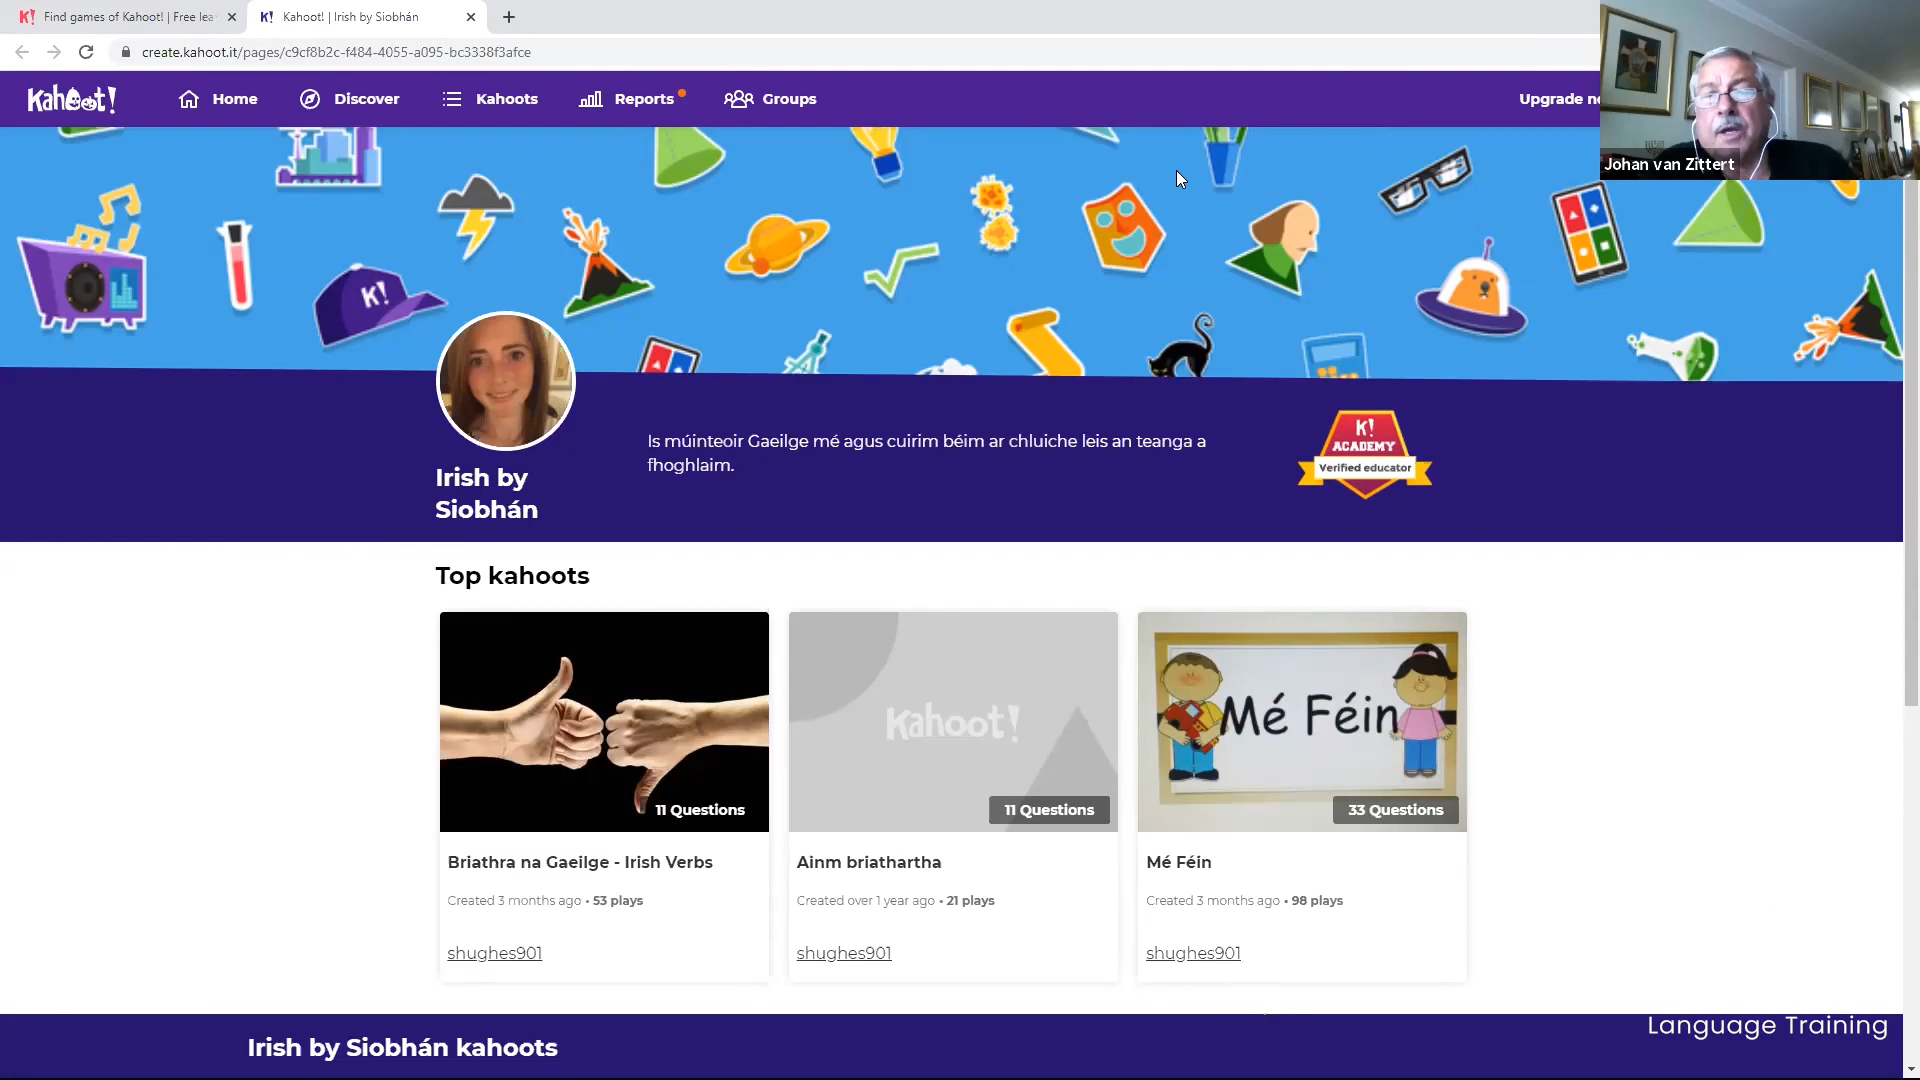 Find games of Kahoot! | Free lea
Kahoot! | Irish by Siobhán
create.kahoot.it/pages/c9cf8b2c-f484-4055-a095-bc3338f3afce
Kahoot!
Home
Discover
Kahoots
Reports
Groups
Upgrade no
Johan van Zittert
K!
Irish by
Siobhán
Is múinteoir Gaeilge mé agus cuirim béim ar chluiche leis an teanga a
fhoghlaim.
K!
ACADEMY
Verified educator
Top kahoots
Kahoot!
Mé Féin
11 Questions
11 Questions
33 Questions
Briathra na Gaeilge - Irish Verbs
Ainm briathartha
Mé Féin
Created 3 months ago • 53 plays
Created over 1 year ago • 21 plays
Created 3 months ago • 98 plays
shughes901
shughes901
shughes901
Language Training
Irish by Siobhán kahoots